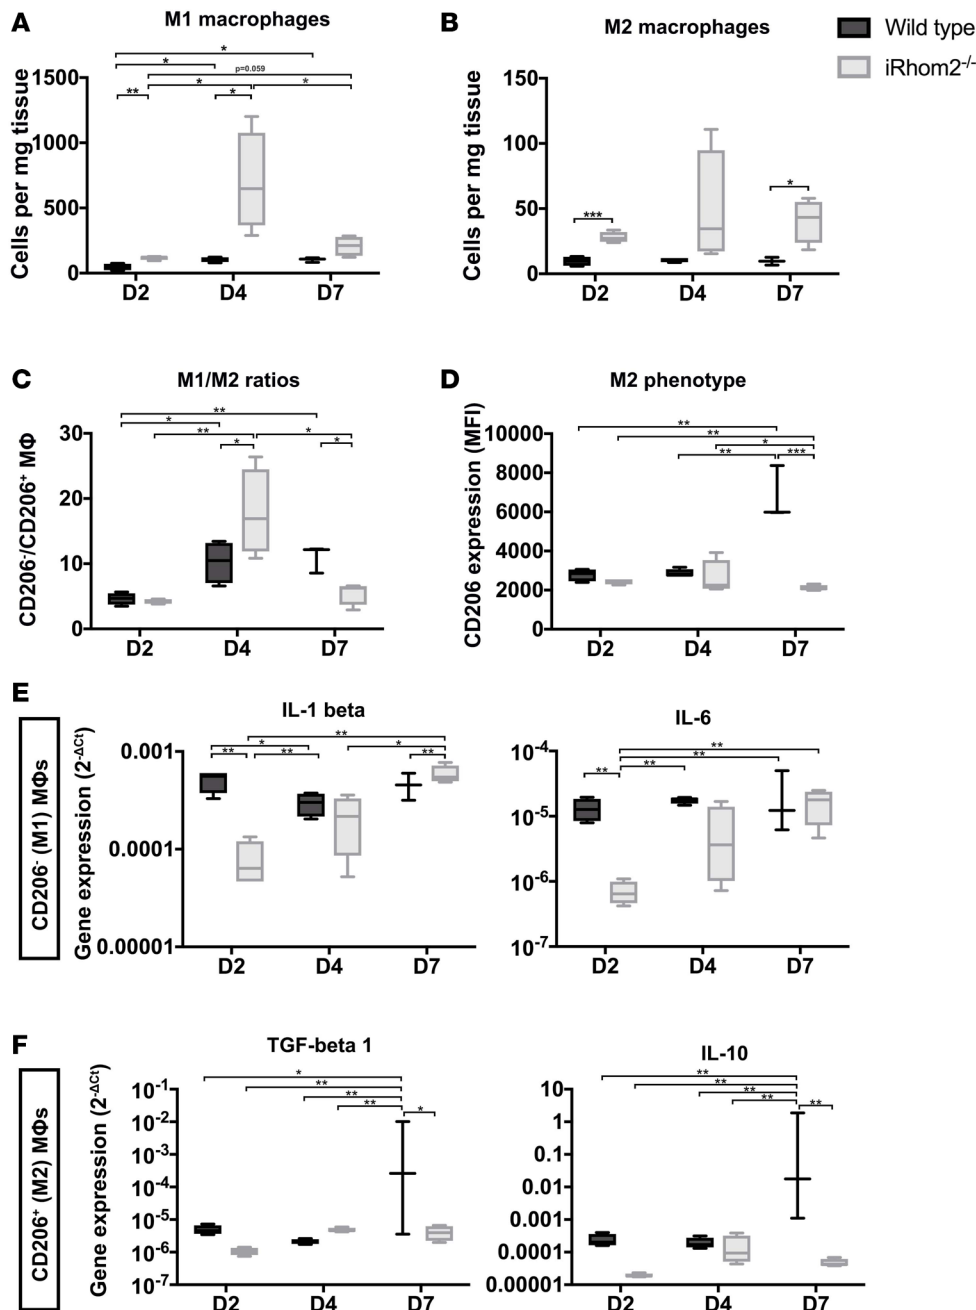 A
M1 macrophages
B
M2 macrophages
Wild type
iRhom2-/-
Cells per mg tissue
1500
1000
500
0
*
*
p=0.059
*
*
**
*
D2 D4 D7
Cells per mg tissue
150
100
50
0
***
*
D2 D4 D7
C
M1/M2 ratios
D
M2 phenotype
CD206-/CD206+ MΦ
30
20
10
0
**
*
**
*
*
*
D2 D4 D7
CD206 expression (MFI)
10000
8000
6000
4000
2000
0
**
**
*
**
***
D2 D4 D7
E
CD206- (M1) MΦs
IL-1 beta
Gene expression (2-ΔCt)
0.001
0.0001
0.00001
**
*
*
**
**
**
D2 D4 D7
IL-6
10-4
10-5
10-6
10-7
**
**
**
**
D2 D4 D7
F
CD206+ (M2) MΦs
TGF-beta 1
Gene expression (2-ΔCt)
10-1
10-2
10-3
10-4
10-5
10-6
10-7
*
**
**
**
*
D2 D4 D7
IL-10
10
1
0.1
0.01
0.001
0.0001
0.00001
**
**
**
**
**
D2 D4 D7